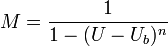 M = \frac{1}{1 - (U - U_b)^n}